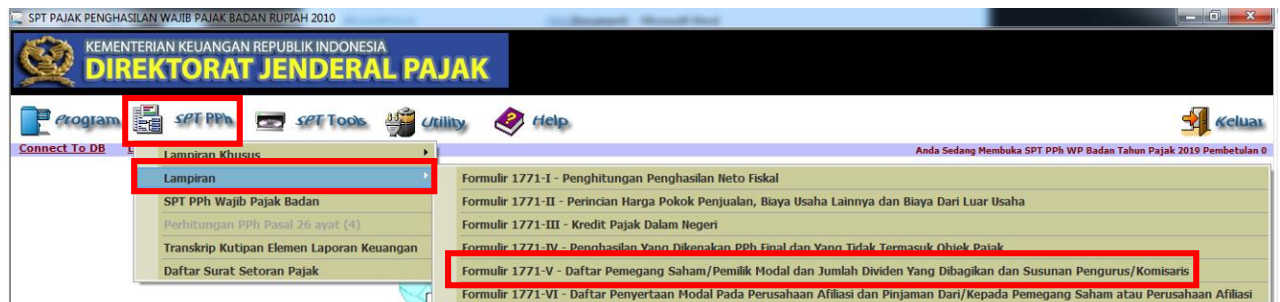 SPT PAJAK PENGHASILAN WAJIB PAJAK BADAN RUPIAH 2010
KEMENTERIAN KEUANGAN REPUBLIK INDONESIA
DIREKTORAT JENDERAL PAJAK
Program SPT PPh SPT Tools Utility Help Keluar
Connect To DB Anda Sedang Membuka SPT PPh WP Badan Tahun Pajak 2019 Pembetulan 0
Lampiran Khusus
Lampiran Formulir 1771-I - Penghitungan Penghasilan Neto Fiskal
SPT PPh Wajib Pajak Badan Formulir 1771-II - Perincian Harga Pokok Penjualan, Biaya Usaha Lainnya dan Biaya Dari Luar Usaha
Perhitungan PPh Pasal 26 ayat (4) Formulir 1771-III - Kredit Pajak Dalam Negeri
Transkrip Kutipan Elemen Laporan Keuangan Formulir 1771-IV - Penghasilan Yang Dikenakan PPh Final dan Yang Tidak Termasuk Objek Pajak
Daftar Surat Setoran Pajak Formulir 1771-V - Daftar Pemegang Saham/Pemilik Modal dan Jumlah Dividen Yang Dibagikan dan Susunan Pengurus/Komisaris
Formulir 1771-VI - Daftar Penyertaan Modal Pada Perusahaan Afiliasi dan Pinjaman Dari/Kepada Pemegang Saham atau Perusahaan Afiliasi